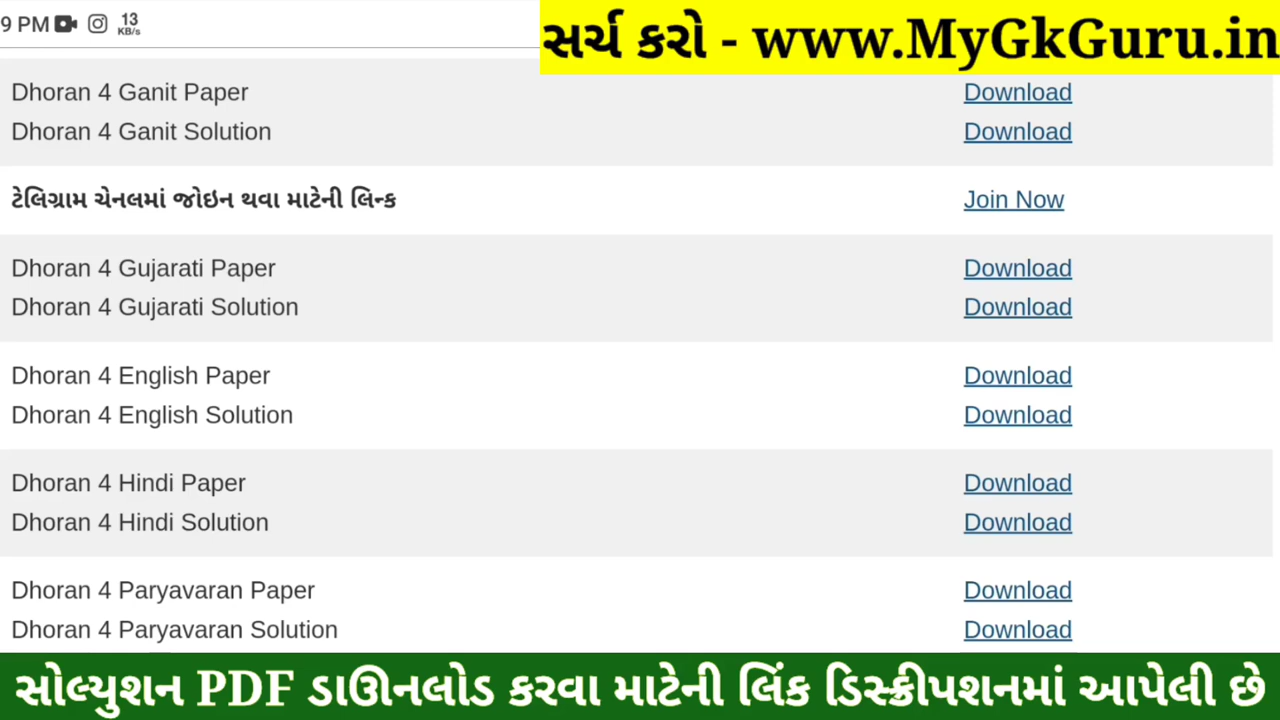 9 PM 13 KB/s
સર્ચ કરો - www.MyGkGuru.in
Dhoran 4 Ganit Paper Download
Dhoran 4 Ganit Solution Download
ટેલિગ્રામ ચેનલમાં જોઇન થવા માટેની લિન્ક Join Now
Dhoran 4 Gujarati Paper Download
Dhoran 4 Gujarati Solution Download
Dhoran 4 English Paper Download
Dhoran 4 English Solution Download
Dhoran 4 Hindi Paper Download
Dhoran 4 Hindi Solution Download
Dhoran 4 Paryavaran Paper Download
Dhoran 4 Paryavaran Solution Download
સોલ્યુશન PDF ડાઊનલોડ કરવા માટેની લિંક ડિસ્ક્રીપશનમાં આપેલી છે